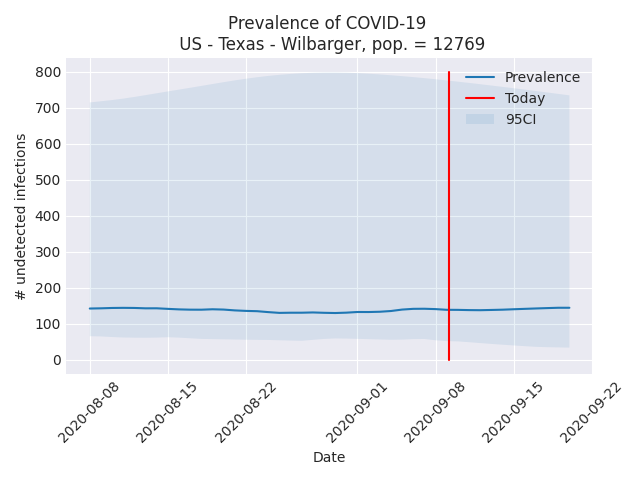 Prevalence of COVID-19
US - Texas - Wilbarger, pop. = 12769
# undetected infections
800
700
600
500
400
300
200
100
0
Prevalence
Today
95CI
2020-08-08
2020-08-15
2020-08-22
2020-09-01
2020-09-08
2020-09-15
2020-09-22
Date